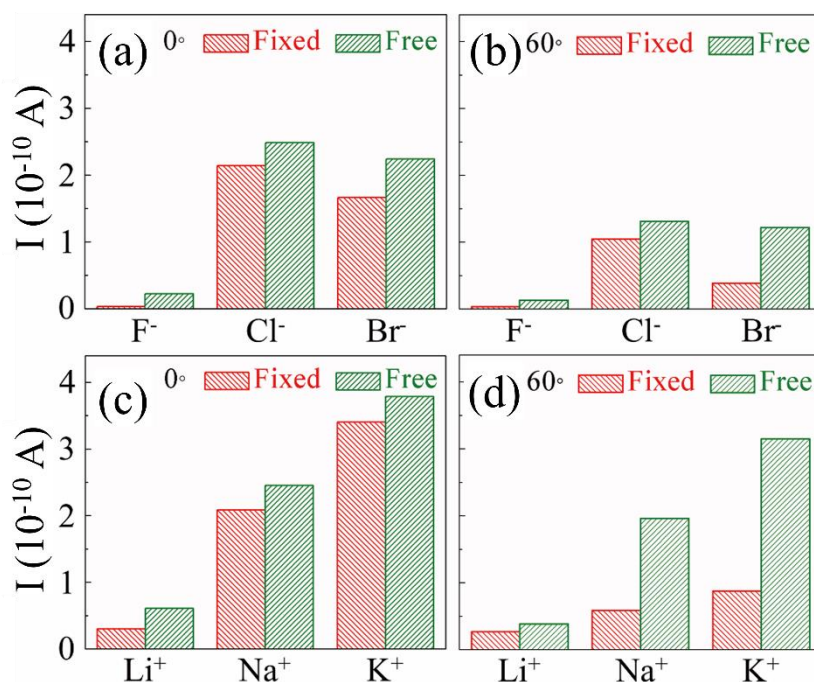 (a) 0° Fixed Free
(b) 60° Fixed Free
4
3
2
1
0
I (10⁻¹⁰ A)
F⁻ Cl⁻ Br⁻
F⁻ Cl⁻ Br⁻
(c) 0° Fixed Free
(d) 60° Fixed Free
4
3
2
1
0
I (10⁻¹⁰ A)
Li⁺ Na⁺ K⁺
Li⁺ Na⁺ K⁺